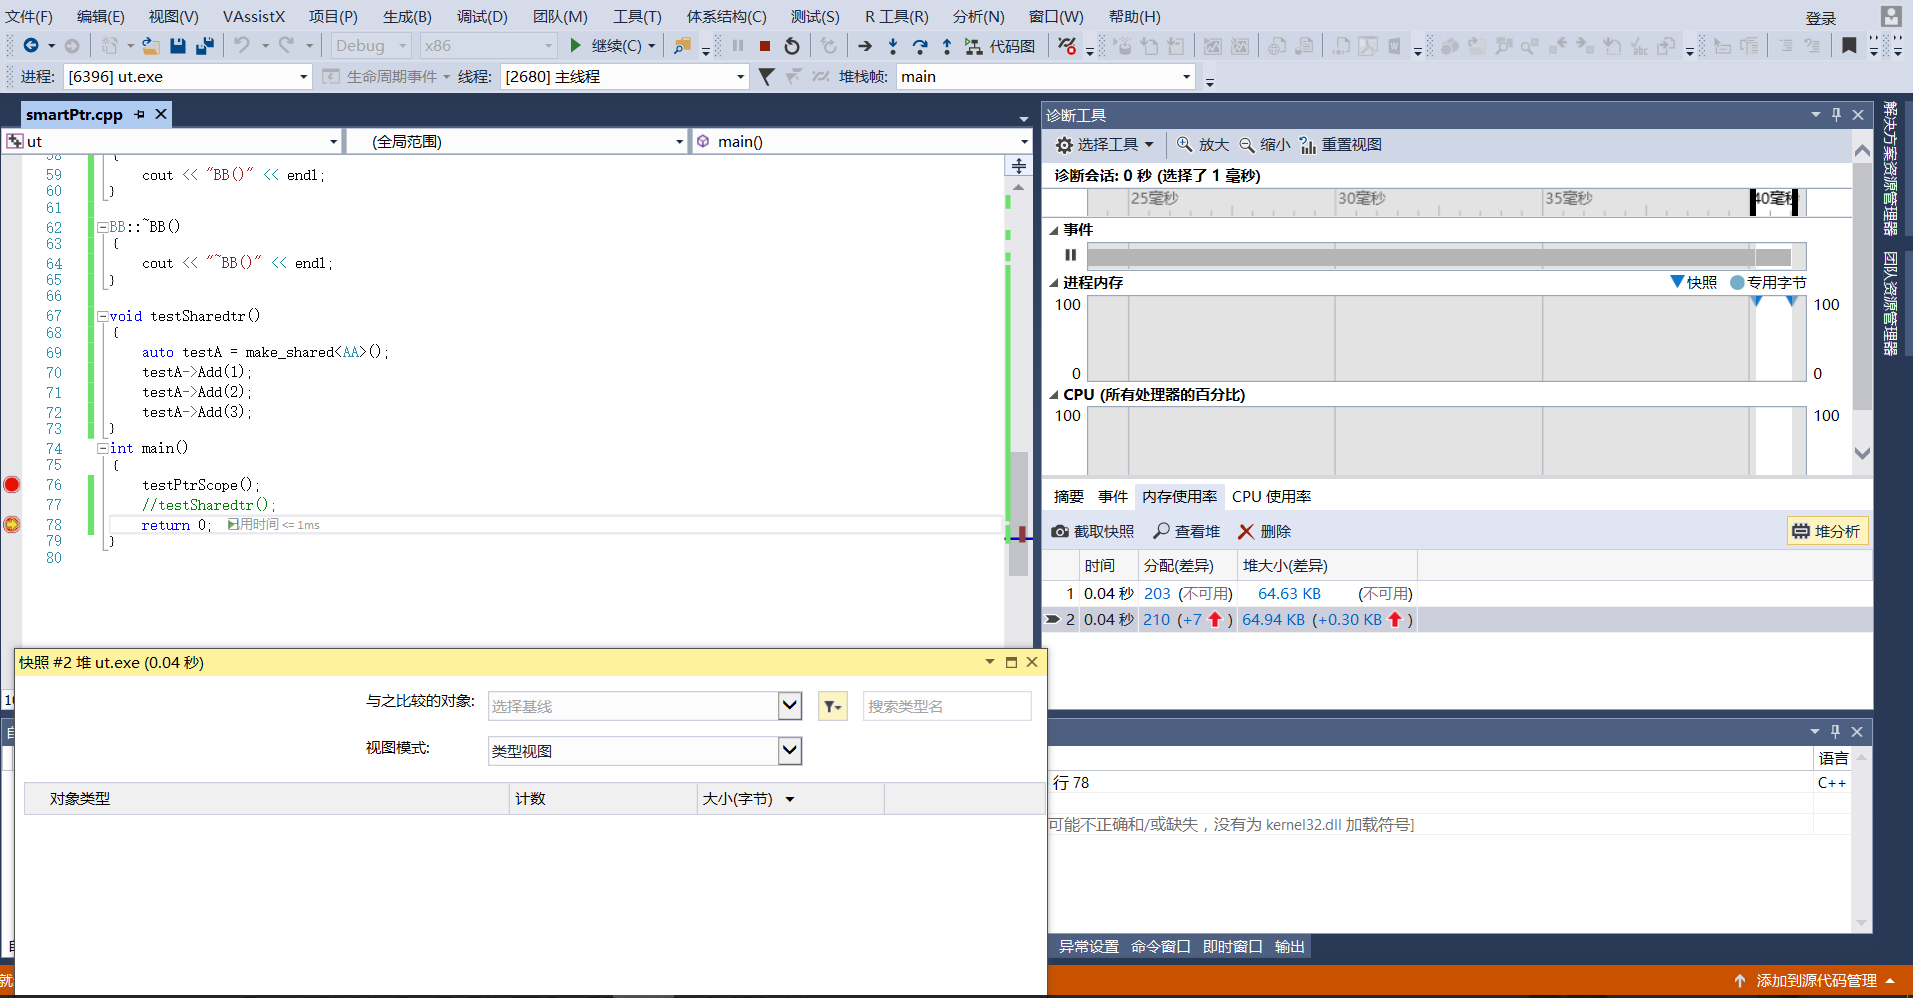 文件(F) 编辑(E) 视图(V) VAssistX 项目(P) 生成(B) 调试(D) 团队(M) 工具(T) 体系结构(C) 测试(S) R 工具(R) 分析(N) 窗口(W) 帮助(H) 登录
Debug x86 继续(C) 代码图
进程: [6396] ut.exe 生命周期事件 线程: [2680] 主线程 堆栈帧: main
smartPtr.cpp
ut (全局范围) main()
58 {
59 cout << "BB()" << endl;
60 }
61
62 BB::~BB()
63 {
64 cout << "~BB()" << endl;
65 }
66
67 void testSharedtr()
68 {
69 auto testA = make_shared<AA>();
70 testA->Add(1);
71 testA->Add(2);
72 testA->Add(3);
73 }
74 int main()
75 {
76 testPtrScope();
77 //testSharedtr();
78 return 0; 用时间 <= 1ms
79 }
80
诊断工具
选择工具 放大 缩小 重置视图
诊断会话: 0 秒 (选择了 1 毫秒)
25毫秒 30毫秒 35毫秒 40毫秒
事件
进程内存 快照 专用字节
100 100
0 0
CPU (所有处理器的百分比)
100 100
摘要 事件 内存使用率 CPU 使用率
截取快照 查看堆 删除 堆分析
时间 分配(差异) 堆大小(差异)
1 0.04 秒 203 (不可用) 64.63 KB (不可用)
2 0.04 秒 210 (+7 ) 64.94 KB (+0.30 KB )
解决方案资源管理器
团队资源管理器
快照 #2 堆 ut.exe (0.04 秒)
与之比较的对象: 选择基线 搜索类型名
视图模式: 类型视图
对象类型 计数 大小(字节)
语言
行 78 C++
可能不正确和/或缺失，没有为 kernel32.dll 加载符号]
异常设置 命令窗口 即时窗口 输出
就
添加到源代码管理